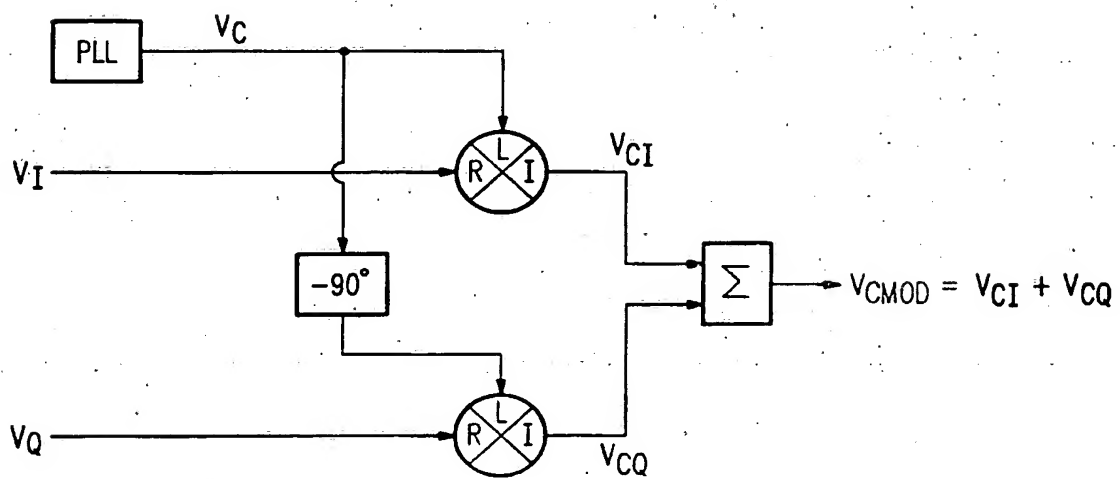 PLL
V_C
V_I
L
R
I
V_CI
-90°
Σ
V_CMOD = V_CI + V_CQ
V_Q
L
R
I
V_CQ